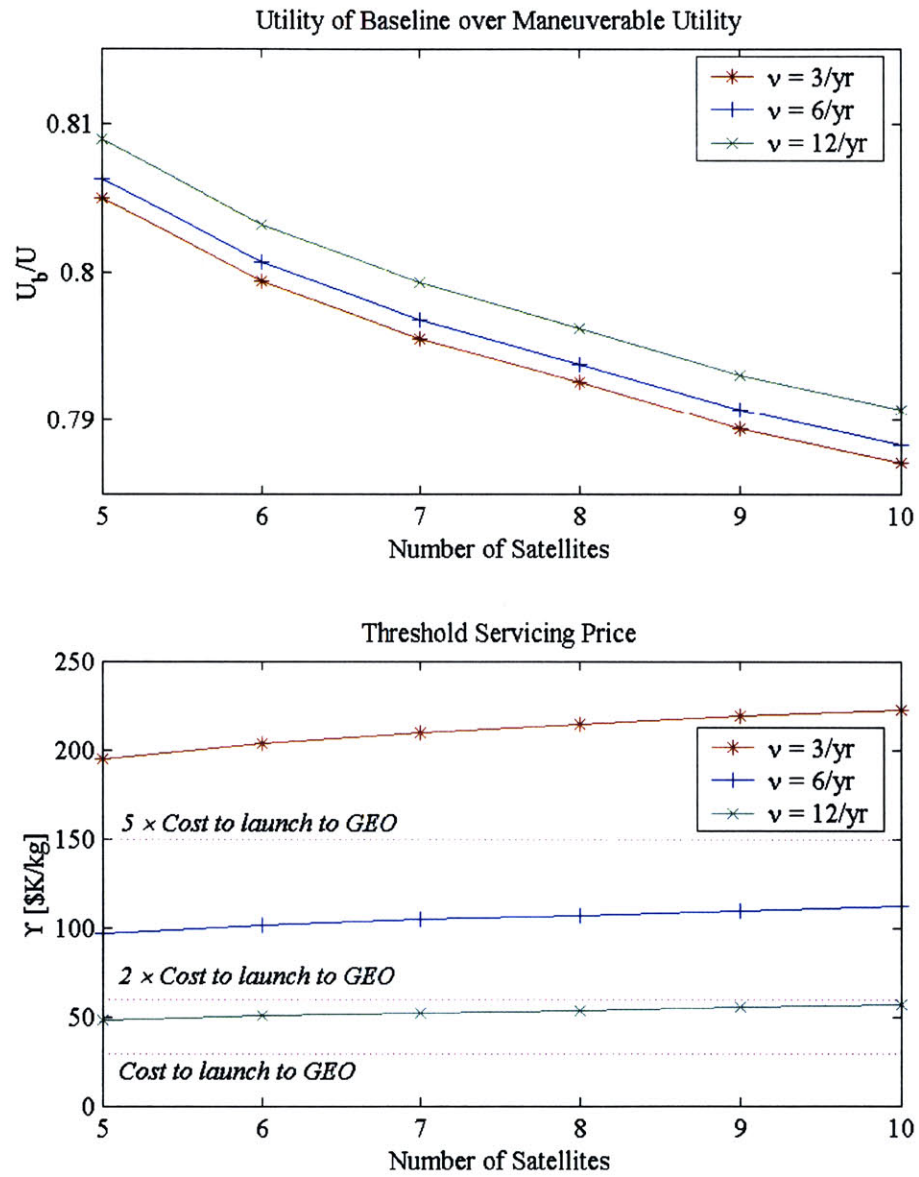 Utility of Baseline over Maneuverable Utility
ν = 3/yr
ν = 6/yr
ν = 12/yr
0.81
0.8
0.79
U_b/U
5 6 7 8 9 10
Number of Satellites
Threshold Servicing Price
250
200
150
100
50
0
ν = 3/yr
ν = 6/yr
ν = 12/yr
5 × Cost to launch to GEO
2 × Cost to launch to GEO
Cost to launch to GEO
ϒ [$K/kg]
5 6 7 8 9 10
Number of Satellites